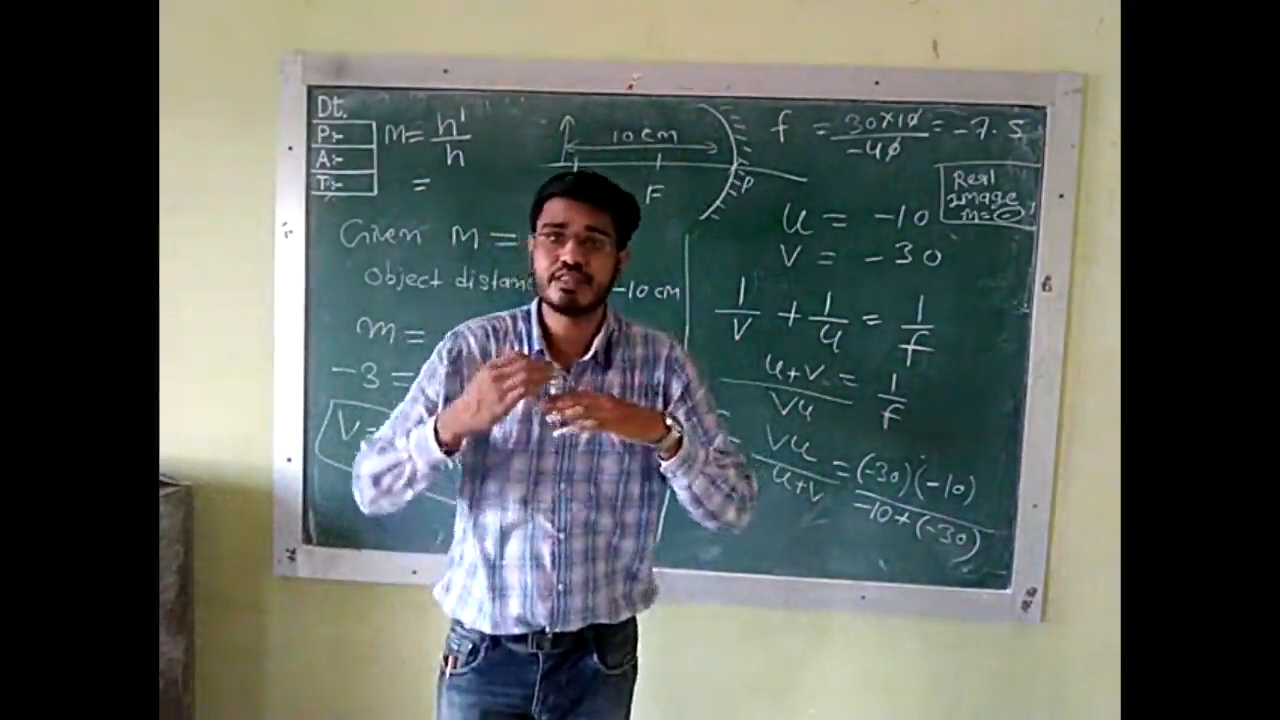 Dt.
P:-
A:-
T:-
M = h'/h
=
10 cm
F
P
Given M =
Object distan
-10 cm
m =
-3 =
V =
f = 30×10/-40 = -7.5
Real
image
m = -
u = -10
v = -30
1/v + 1/u = 1/f
u+v/vu = 1/f
= vu/u+v = (-30)(-10)/-10+(-30)